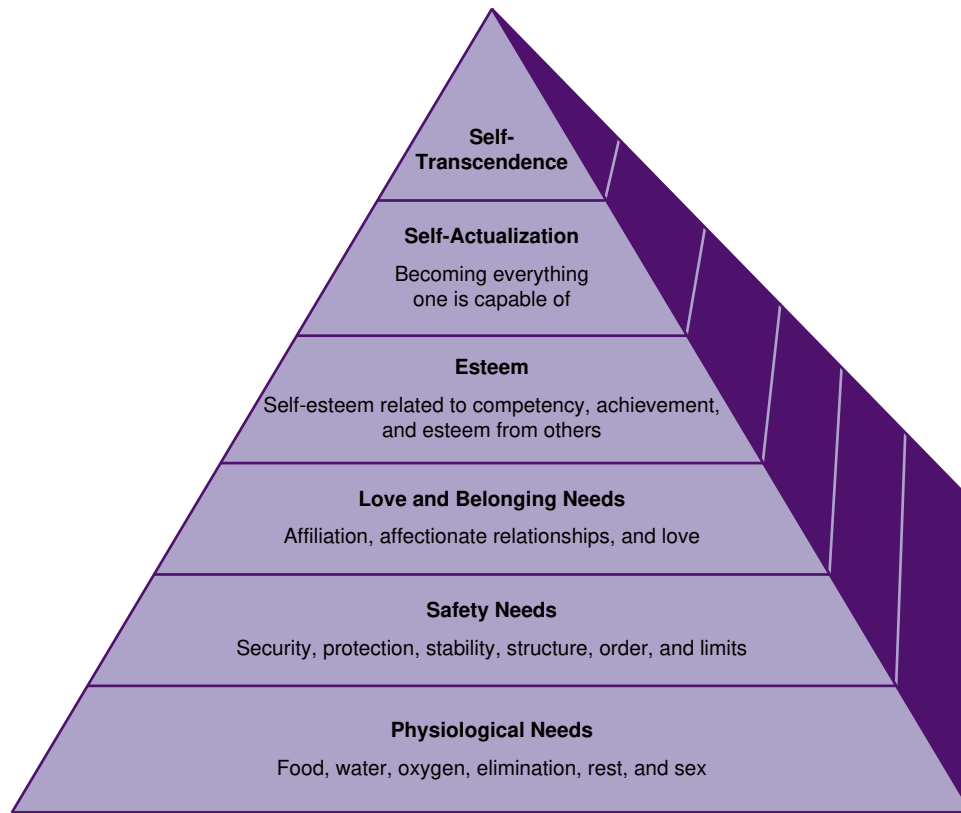 Self-
Transcendence
Self-Actualization
Becoming everything
one is capable of
Esteem
Self-esteem related to competency, achievement,
and esteem from others
Love and Belonging Needs
Affiliation, affectionate relationships, and love
Safety Needs
Security, protection, stability, structure, order, and limits
Physiological Needs
Food, water, oxygen, elimination, rest, and sex